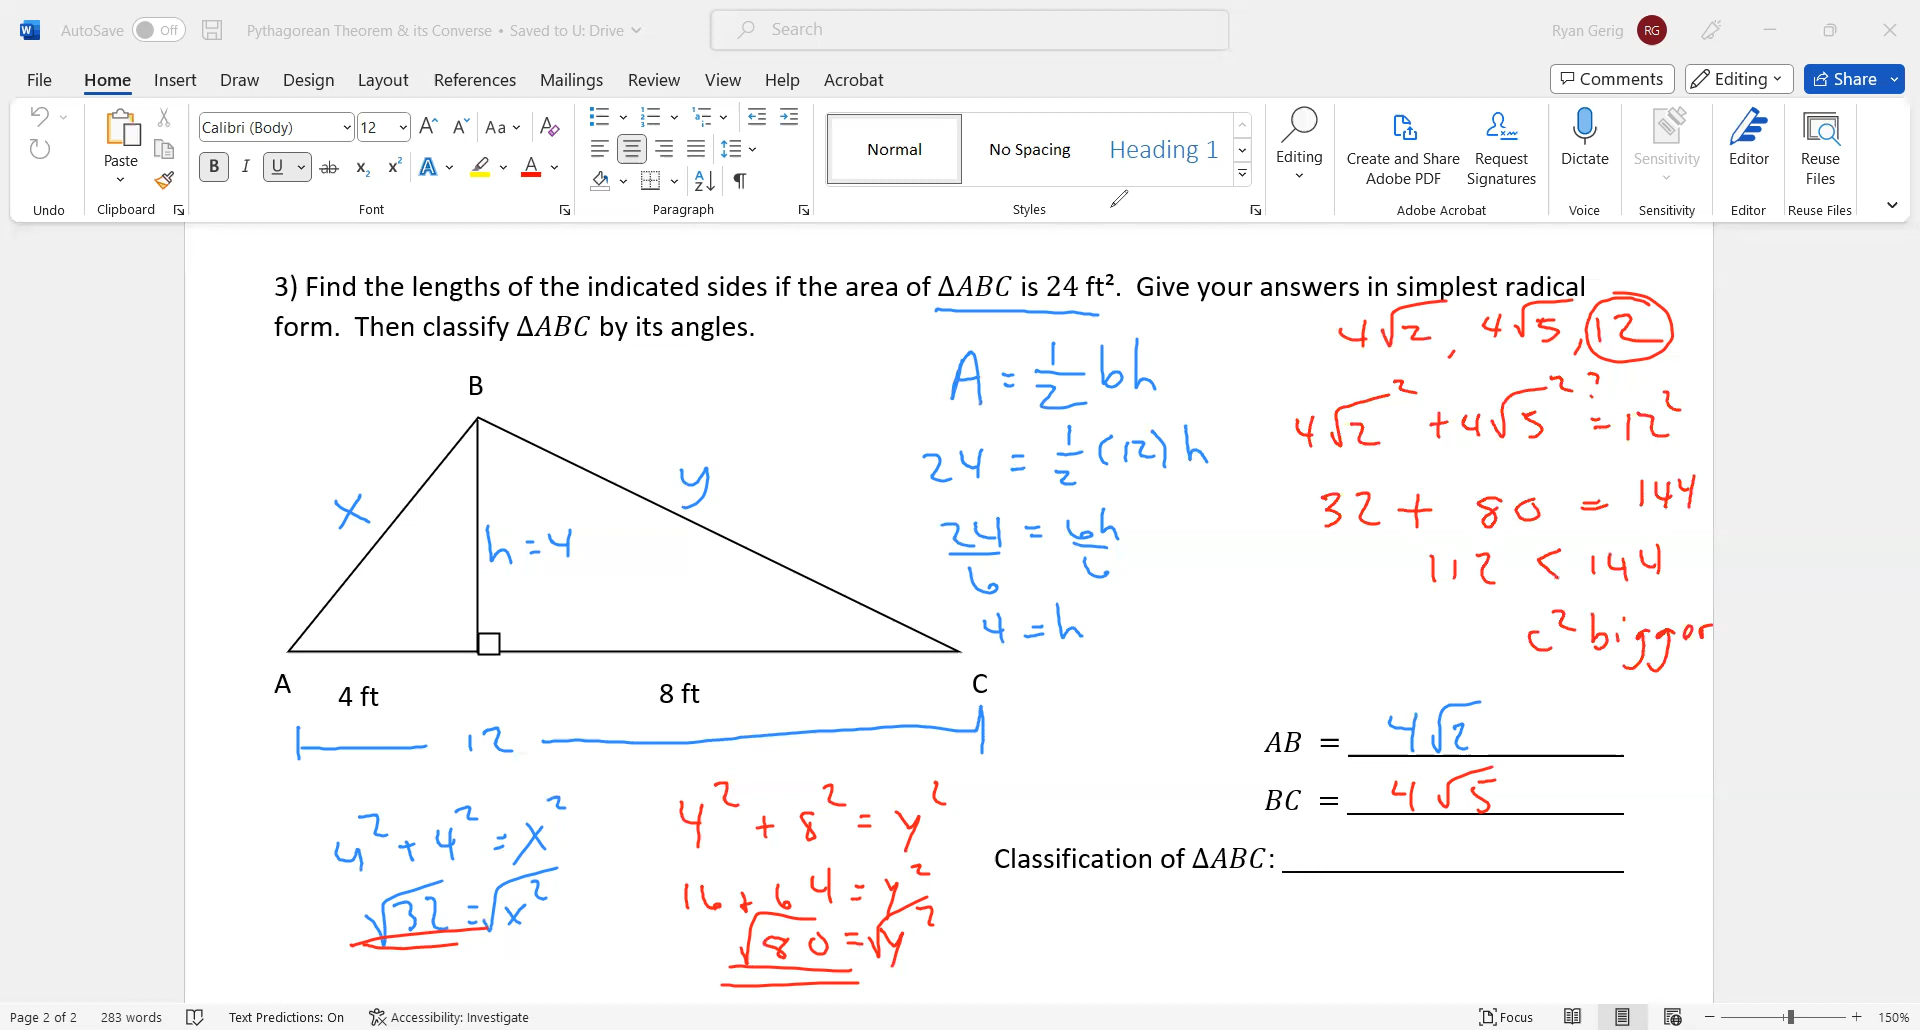 AutoSave Off Pythagorean Theorem & its Converse • Saved to U: Drive Search Ryan Gerig RG
File Home Insert Draw Design Layout References Mailings Review View Help Acrobat Comments Editing Share
Calibri (Body) 12 A A Aa A
Paste B I U ab x₂ x² A A
Normal No Spacing Heading 1
Editing
Create and Share Adobe PDF
Request Signatures
Dictate
Sensitivity
Editor
Reuse Files
Undo Clipboard Font Paragraph Styles Adobe Acrobat Voice Sensitivity Editor Reuse Files
3) Find the lengths of the indicated sides if the area of ΔABC is 24 ft². Give your answers in simplest radical
form. Then classify ΔABC by its angles.
4√2, 4√5, 12
A = 1/2 bh
B
4√2² + 4√5² ?= 12²
24 = 1/2 (12) h
x y
32 + 80 = 144
h = 4
24/6 = 6h/6
112 < 144
4 = h
c² bigger
A 4 ft 8 ft C
12
AB = 4√2
BC = 4√5
4² + 4² = x²
√32 = √x²
4² + 8² = y²
16 + 64 = y²
√80 = √y²
Classification of ΔABC:
Page 2 of 2 283 words Text Predictions: On Accessibility: Investigate Focus 150%